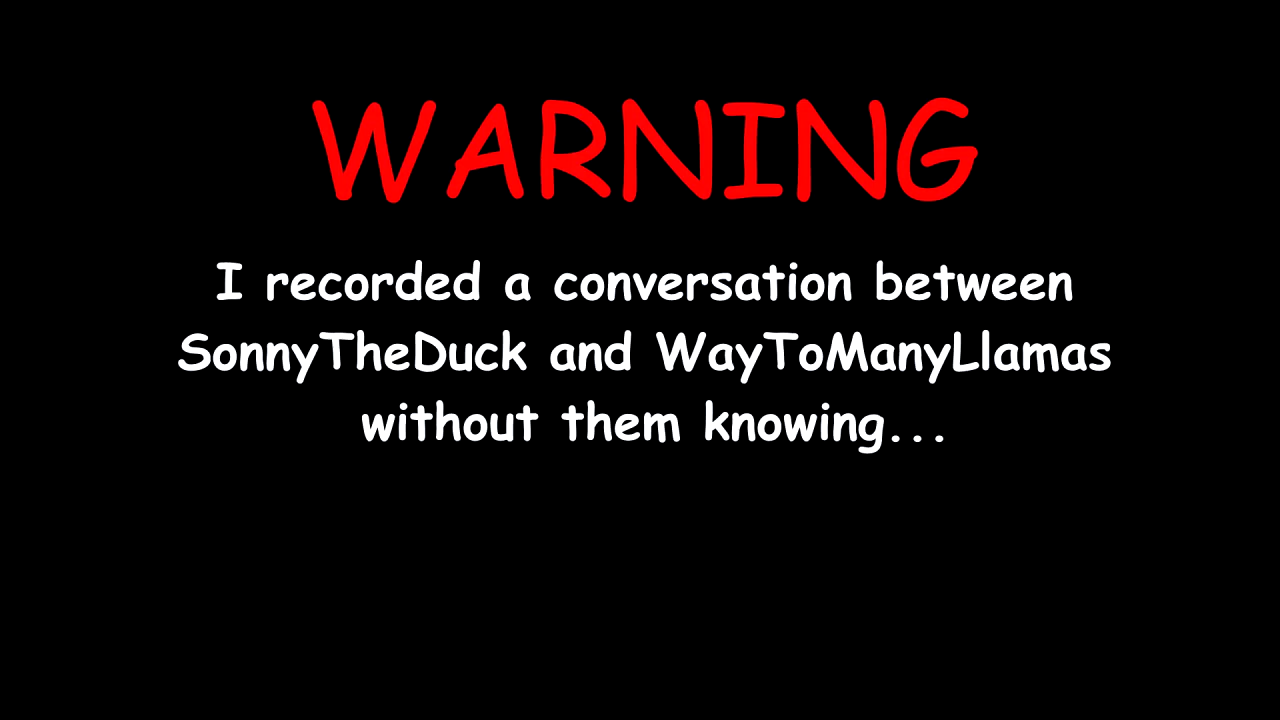 WARNING
I recorded a conversation between
SonnyTheDuck and WayToManyLlamas
without them knowing...